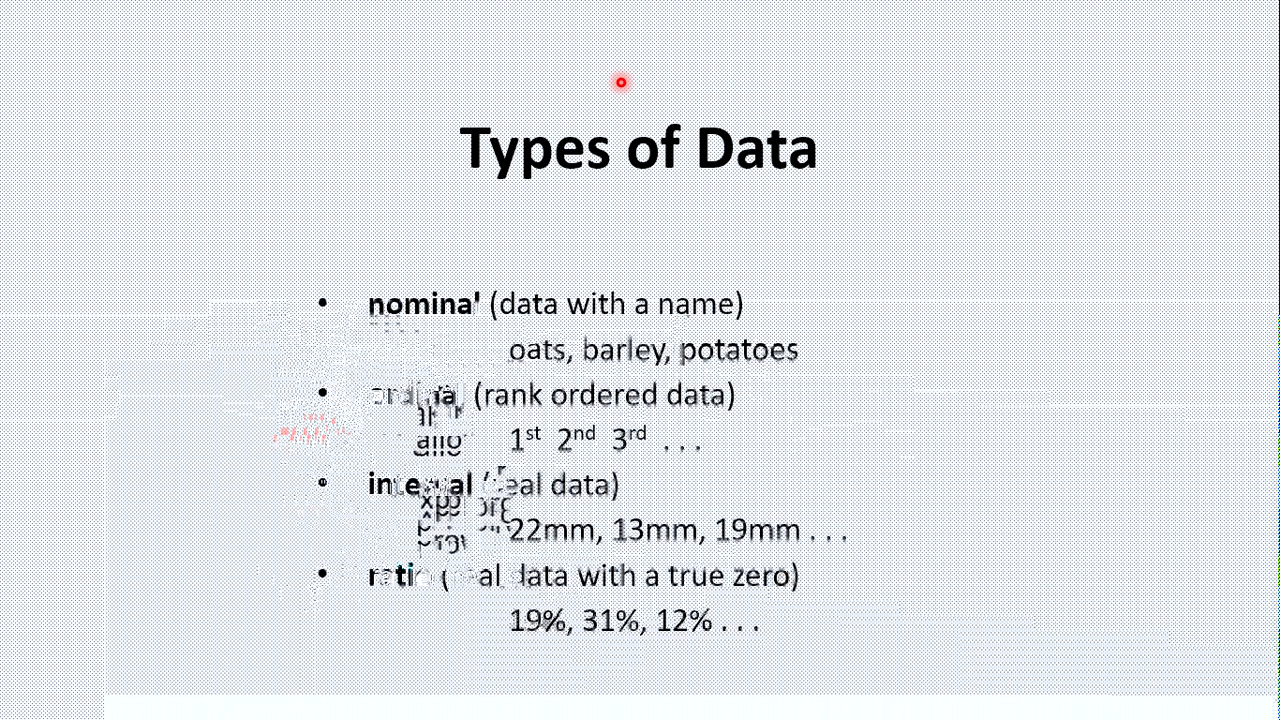 Types of Data
• nominal (data with a name)
oats, barley, potatoes
• ordinal (rank ordered data)
1st 2nd 3rd . . .
• interval (real data)
22mm, 13mm, 19mm . . .
• ratio (real data with a true zero)
19%, 31%, 12% . . .